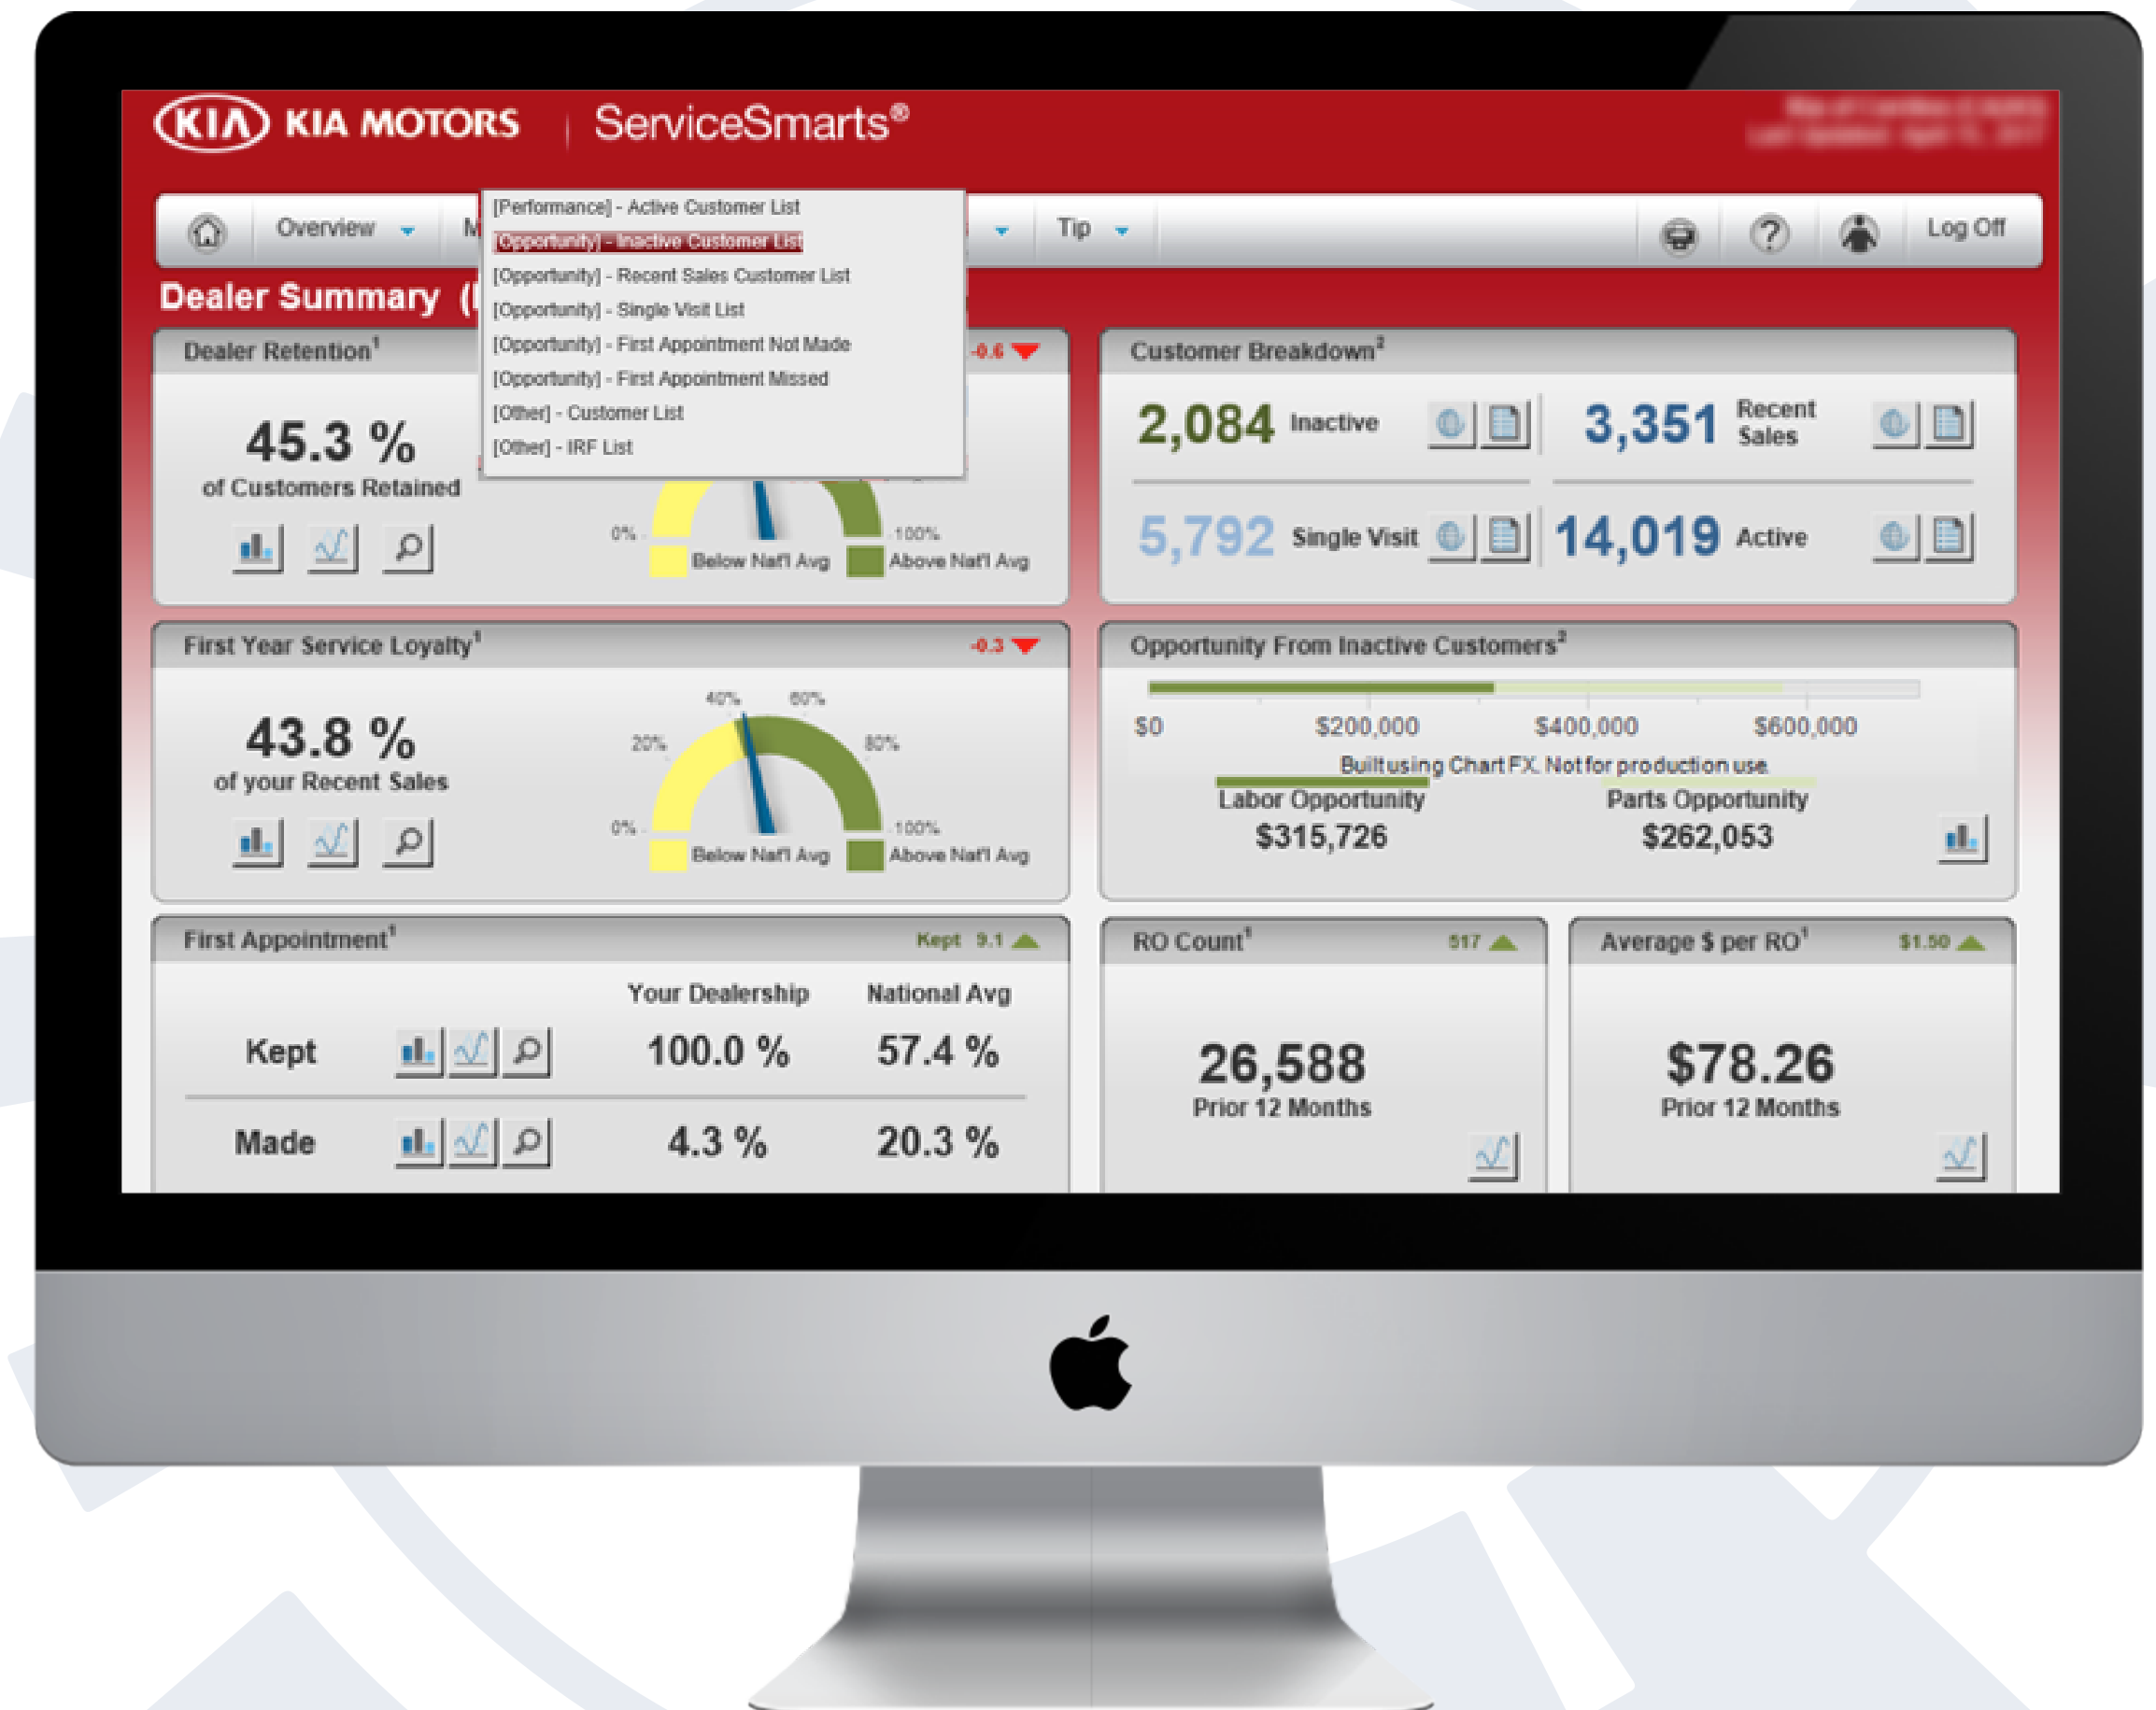 KIA KIA MOTORS ServiceSmarts®
Overview
Tip
Log Off
[Performance] - Active Customer List
[Opportunity] - Inactive Customer List
[Opportunity] - Recent Sales Customer List
[Opportunity] - Single Visit List
[Opportunity] - First Appointment Not Made
[Opportunity] - First Appointment Missed
[Other] - Customer List
[Other] - IRF List
Dealer Summary
Dealer Retention¹ -0.6
45.3 %
of Customers Retained
0% 100%
Below Nat'l Avg Above Nat'l Avg
Customer Breakdown²
2,084 Inactive
3,351 Recent Sales
5,792 Single Visit
14,019 Active
First Year Service Loyalty¹ -0.3
43.8 %
of your Recent Sales
40% 60%
20% 80%
0% 100%
Below Nat'l Avg Above Nat'l Avg
Opportunity From Inactive Customers²
$0 $200,000 $400,000 $600,000
Built using Chart FX. Not for production use.
Labor Opportunity Parts Opportunity
$315,726 $262,053
First Appointment¹ Kept 9.1
Your Dealership National Avg
Kept 100.0 % 57.4 %
Made 4.3 % 20.3 %
RO Count¹ 517
26,588
Prior 12 Months
Average $ per RO¹ $1.50
$78.26
Prior 12 Months